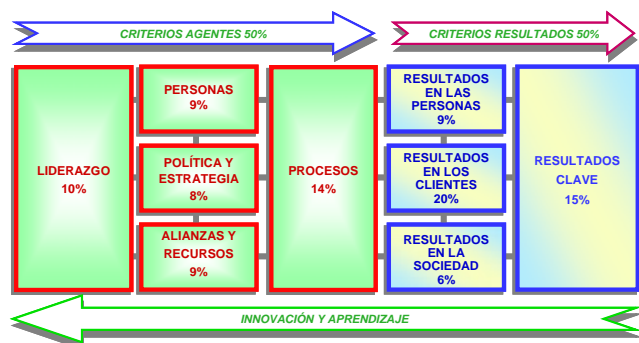 CRITERIOS AGENTES 50%
CRITERIOS RESULTADOS 50%
LIDERAZGO
10%
PERSONAS
9%
POLÍTICA Y
ESTRATEGIA
8%
ALIANZAS Y
RECURSOS
9%
PROCESOS
14%
RESULTADOS
EN LAS
PERSONAS
9%
RESULTADOS
EN LOS
CLIENTES
20%
RESULTADOS
EN LA
SOCIEDAD
6%
RESULTADOS
CLAVE
15%
INNOVACIÓN Y APRENDIZAJE